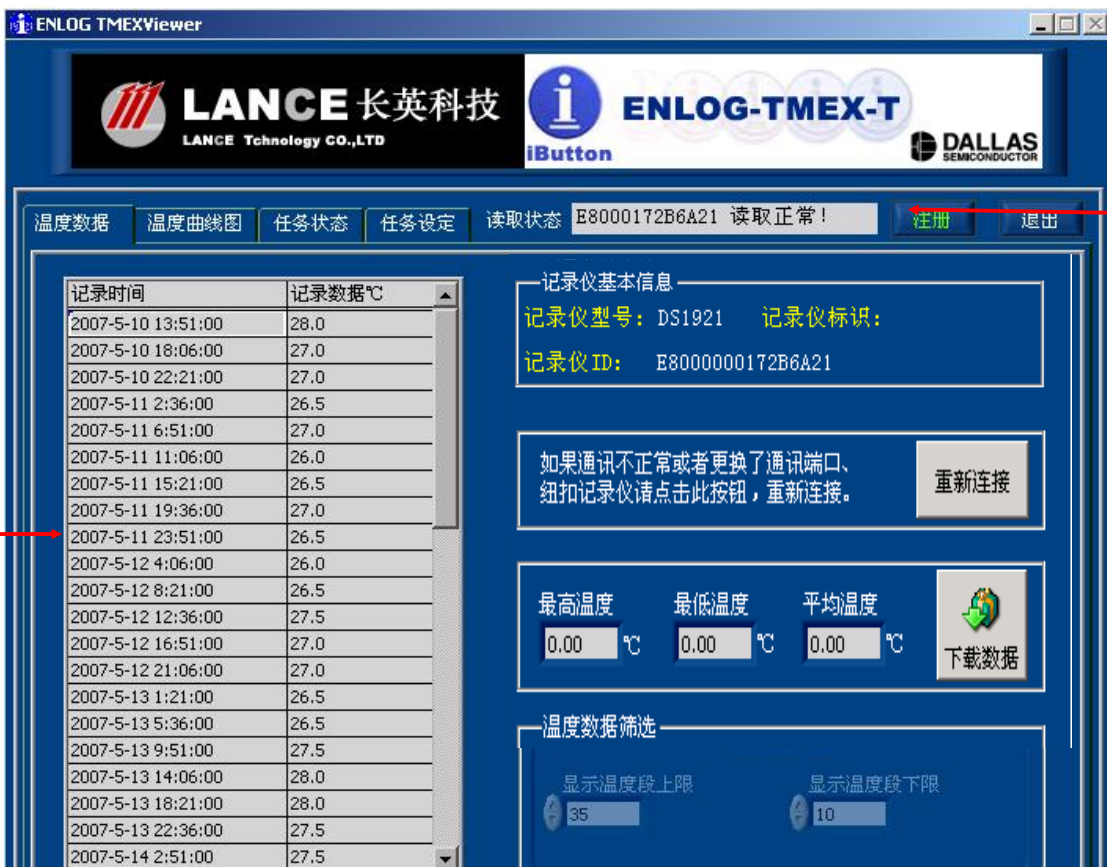 ENLOG TMEXViewer
LANCE 长英科技
LANCE Tchnology CO.,LTD
iButton
ENLOG-TMEX-T
DALLAS
SEMICONDUCTOR
温度数据 温度曲线图 任务状态 任务设定 读取状态 E8000172B6A21 读取正常! 注册 退出
记录时间 记录数据℃
2007-5-10 13:51:00 28.0
2007-5-10 18:06:00 27.0
2007-5-10 22:21:00 27.0
2007-5-11 2:36:00 26.5
2007-5-11 6:51:00 27.0
2007-5-11 11:06:00 26.0
2007-5-11 15:21:00 26.5
2007-5-11 19:36:00 27.0
2007-5-11 23:51:00 26.5
2007-5-12 4:06:00 26.0
2007-5-12 8:21:00 26.5
2007-5-12 12:36:00 27.5
2007-5-12 16:51:00 27.0
2007-5-12 21:06:00 27.0
2007-5-13 1:21:00 26.5
2007-5-13 5:36:00 26.5
2007-5-13 9:51:00 27.5
2007-5-13 14:06:00 28.0
2007-5-13 18:21:00 28.0
2007-5-13 22:36:00 27.5
2007-5-14 2:51:00 27.5
记录仪基本信息
记录仪型号: DS1921 记录仪标识:
记录仪ID: E8000000172B6A21
如果通讯不正常或者更换了通讯端口、
纽扣记录仪请点击此按钮，重新连接。
重新连接
最高温度 最低温度 平均温度
0.00 ℃ 0.00 ℃ 0.00 ℃
下载数据
温度数据筛选
显示温度段上限 显示温度段下限
35 10